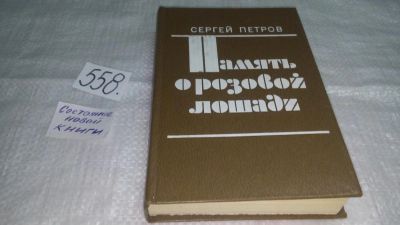 СЕРГЕЙ ПЕТРОВ
Память
о розовой
лошади
558.
Состояние
новой
книги